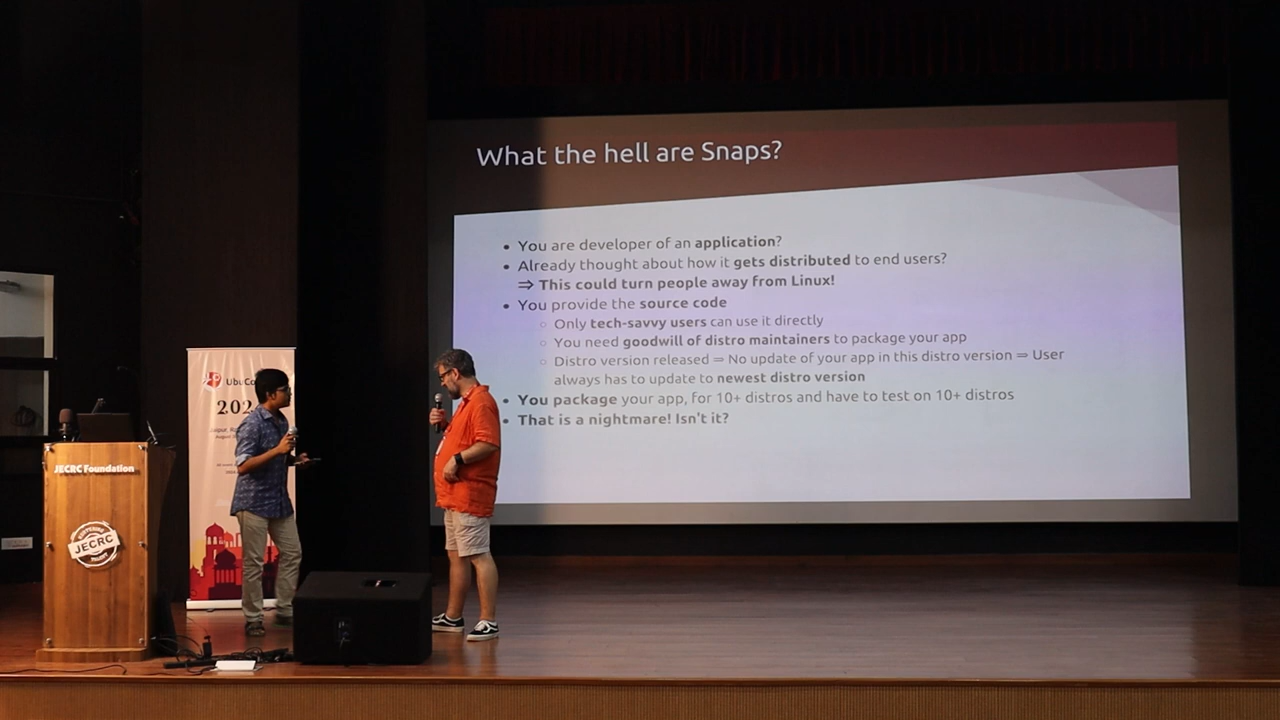 What the hell are Snaps?
• You are developer of an application?
• Already thought about how it gets distributed to end users?
⇒ This could turn people away from Linux!
• You provide the source code
○ Only tech-savvy users can use it directly
○ You need goodwill of distro maintainers to package your app
○ Distro version released ⇒ No update of your app in this distro version ⇒ User
always has to update to newest distro version
• You package your app, for 10+ distros and have to test on 10+ distros
• That is a nightmare! Isn't it?
UbuCo
202
JECRC Foundation
JECRC